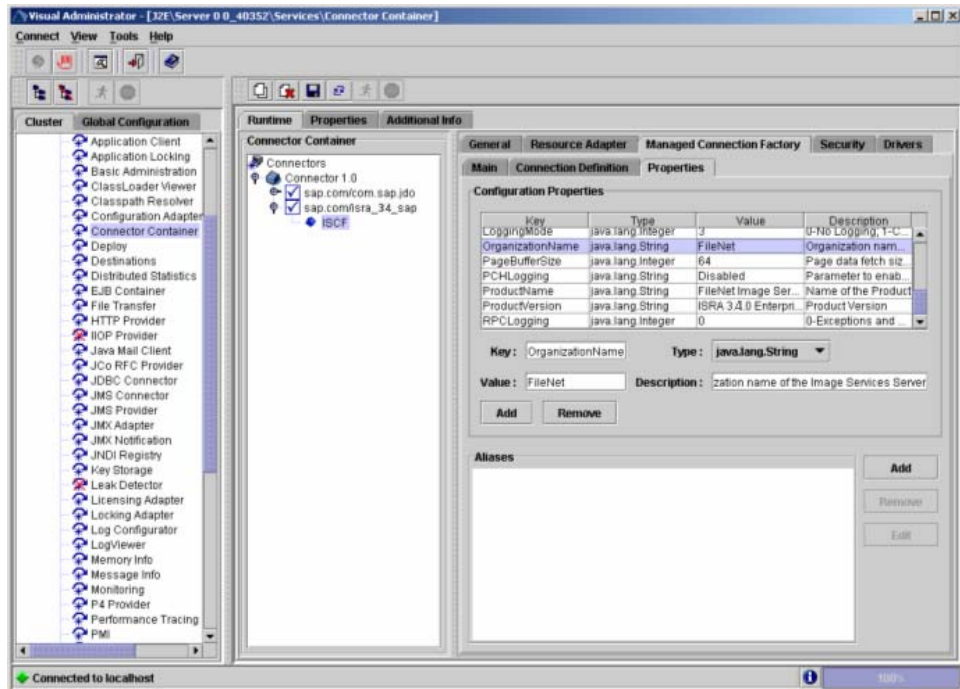 Visual Administrator - [J2E\Server 0 0_40352\Services\Connector Container]
Connect View Tools Help
Cluster Global Configuration
Application Client
Application Locking
Basic Administration
ClassLoader Viewer
Classpath Resolver
Configuration Adapter
Connector Container
Deploy
Destinations
Distributed Statistics
EJB Container
File Transfer
HTTP Provider
IIOP Provider
Java Mail Client
JCo RFC Provider
JDBC Connector
JMS Connector
JMS Provider
JMX Adapter
JMX Notification
JNDI Registry
Key Storage
Leak Detector
Licensing Adapter
Locking Adapter
Log Configurator
LogViewer
Memory Info
Message Info
Monitoring
P4 Provider
Performance Tracing
PMI
Runtime Properties Additional Info
Connector Container
Connectors
Connector 1.0
sap.com/com.sap.jdo
sap.com/isra_34_sap
ISCF
General Resource Adapter Managed Connection Factory Security Drivers
Main Connection Definition Properties
Configuration Properties
Key Type Value Description
LoggingMode java.lang.Integer 3 0-No Logging; 1-C...
OrganizationName java.lang.String FileNet Organization nam...
PageBufferSize java.lang.Integer 64 Page data fetch siz...
PCHLogging java.lang.String Disabled Parameter to enab...
ProductName java.lang.String FileNet Image Ser... Name of the Product
ProductVersion java.lang.String ISRA 3.4.0 Enterpri... Product Version
RPCLogging java.lang.Integer 0 0-Exceptions and ...
Key : OrganizationName Type : java.lang.String
Value : FileNet Description : zation name of the Image Services Server
Add Remove
Aliases
Add
Remove
Edit
Connected to localhost
100%